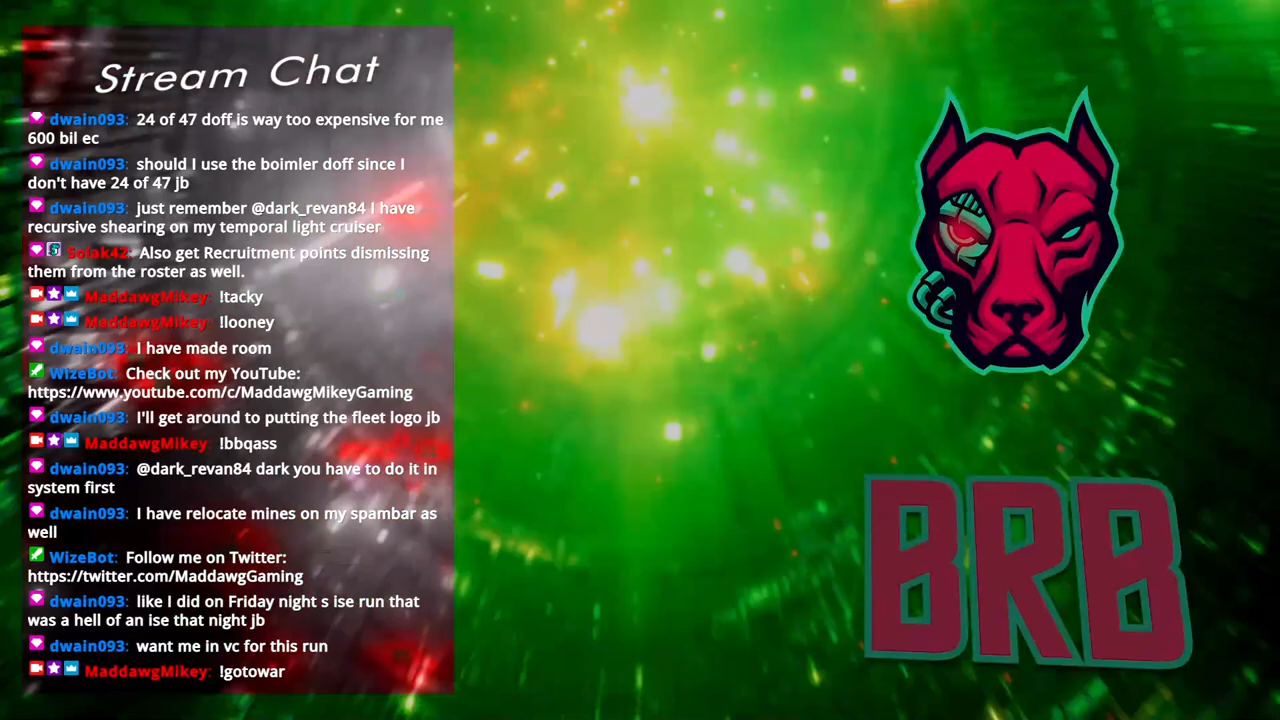 Stream Chat
dwain093: 24 of 47 doff is way too expensive for me
600 bil ec
dwain093: should I use the boimler doff since I
don't have 24 of 47 jb
dwain093: just remember @dark_revan84 I have
recursive shearing on my temporal light cruiser
Solak42: Also get Recruitment points dismissing
them from the roster as well.
MaddawgMikey: !tacky
MaddawgMikey: !looney
dwain093: I have made room
WizeBot: Check out my YouTube:
https://www.youtube.com/c/MaddawgMikeyGaming
dwain093: I'll get around to putting the fleet logo jb
MaddawgMikey: !bbqass
dwain093: @dark_revan84 dark you have to do it in
system first
dwain093: I have relocate mines on my spambar as
well
WizeBot: Follow me on Twitter:
https://twitter.com/MaddawgGaming
dwain093: like I did on Friday night s ise run that
was a hell of an ise that night jb
dwain093: want me in vc for this run
MaddawgMikey: !gotowar
BRB